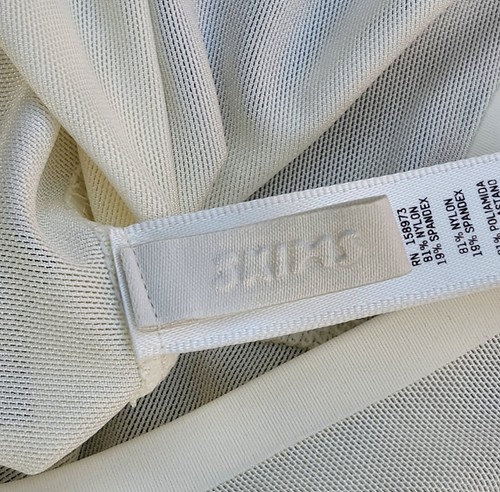 SKIMS
RN 158973
81% NYLON
19% SPANDEX
81% NYLON
19% SPANDEX
% POLIAMIDA